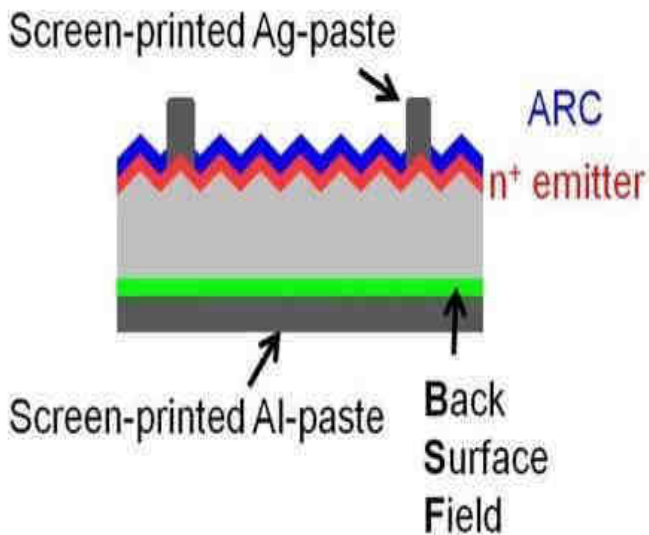 Screen-printed Ag-paste
ARC
n⁺ emitter
Screen-printed Al-paste
Back
Surface
Field